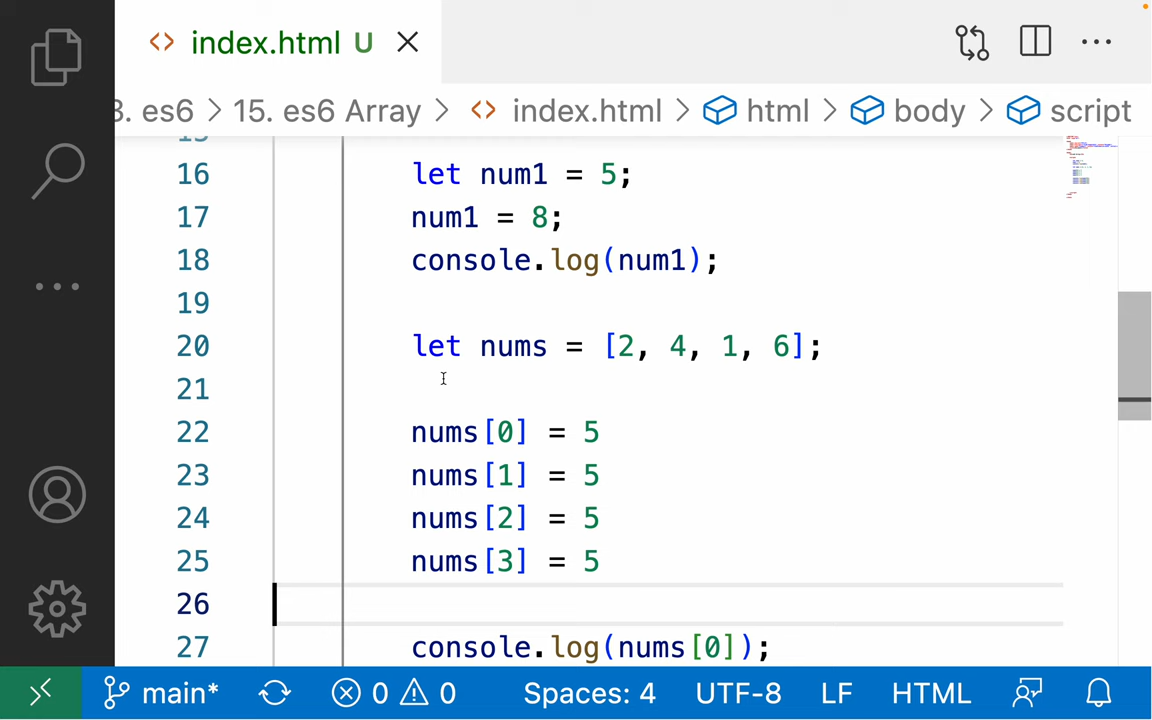 index.html U
3. es6 > 15. es6 Array > index.html > html > body > script
16 let num1 = 5;
17 num1 = 8;
18 console.log(num1);
19
20 let nums = [2, 4, 1, 6];
21
22 nums[0] = 5
23 nums[1] = 5
24 nums[2] = 5
25 nums[3] = 5
26
27 console.log(nums[0]);
main* 0 0 Spaces: 4 UTF-8 LF HTML